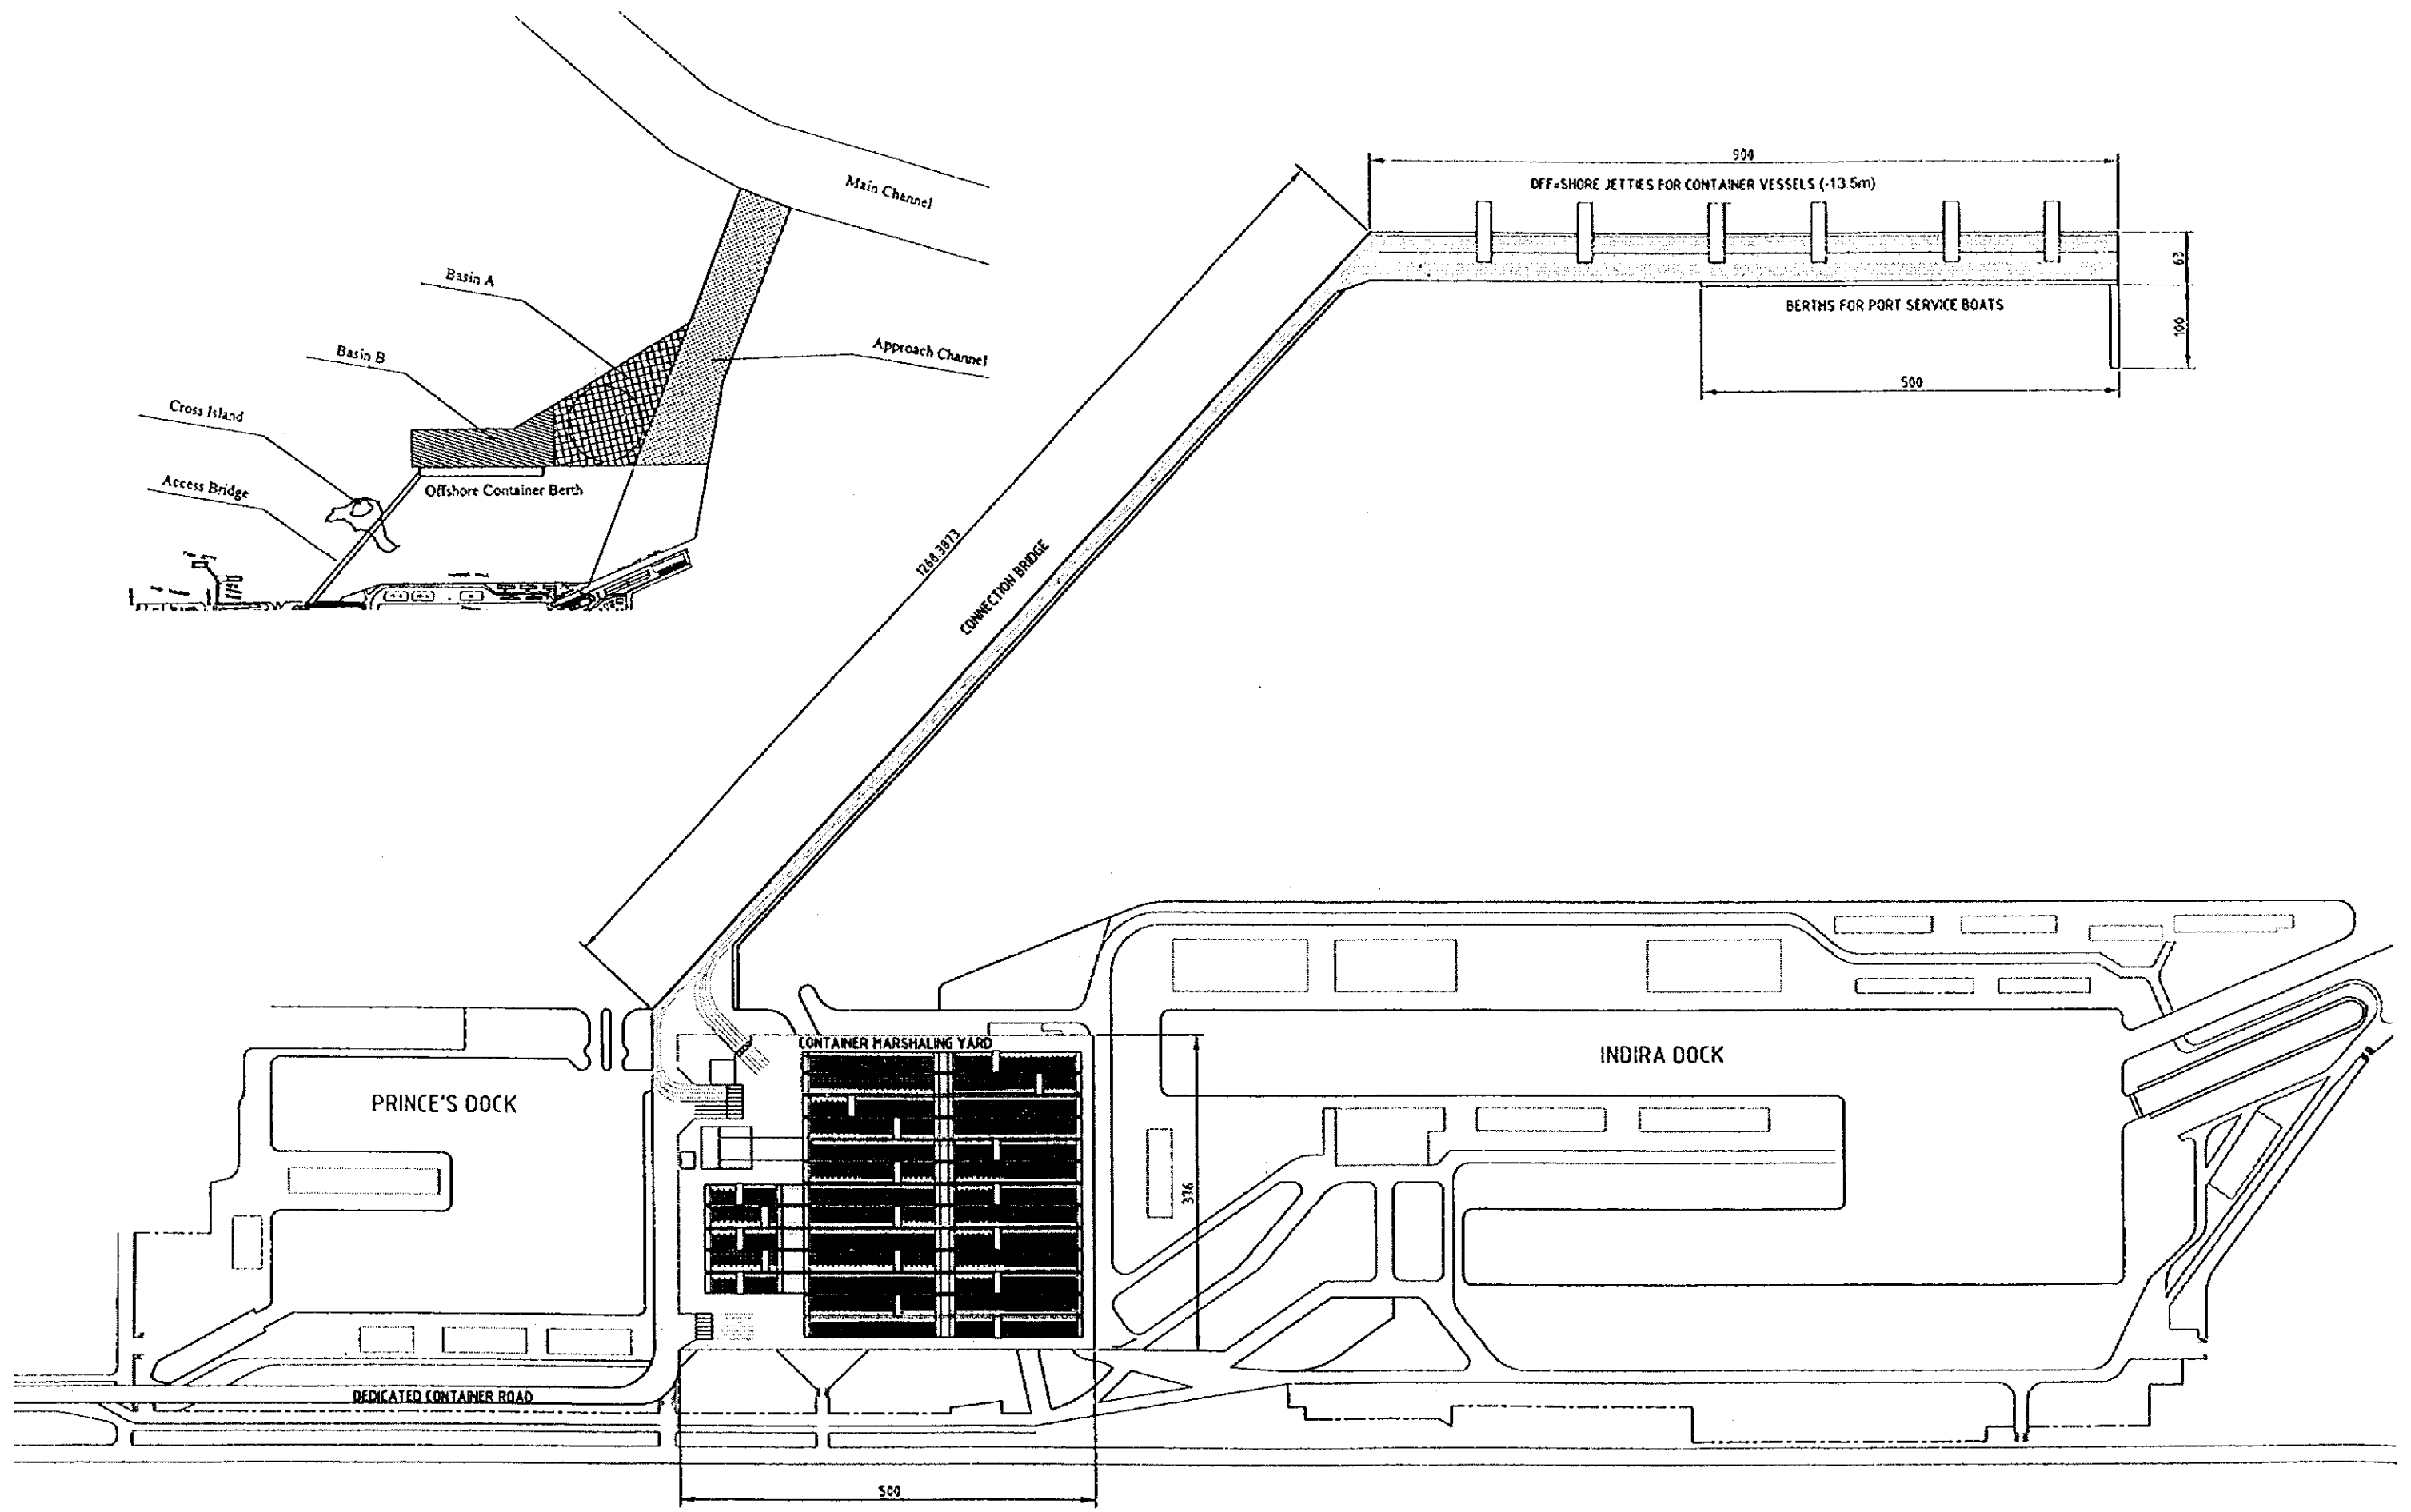 Main Channel
Basin A
Basin B
Approach Channel
Cross Island
Access Bridge
Offshore Container Berth
900
OFF=SHORE JETTIES FOR CONTAINER VESSELS (-13.5m)
63
BERTHS FOR PORT SERVICE BOATS
100
500
1268.3873
CONNECTION BRIDGE
CONTAINER MARSHALING YARD
PRINCE'S DOCK
INDIRA DOCK
376
DEDICATED CONTAINER ROAD
500